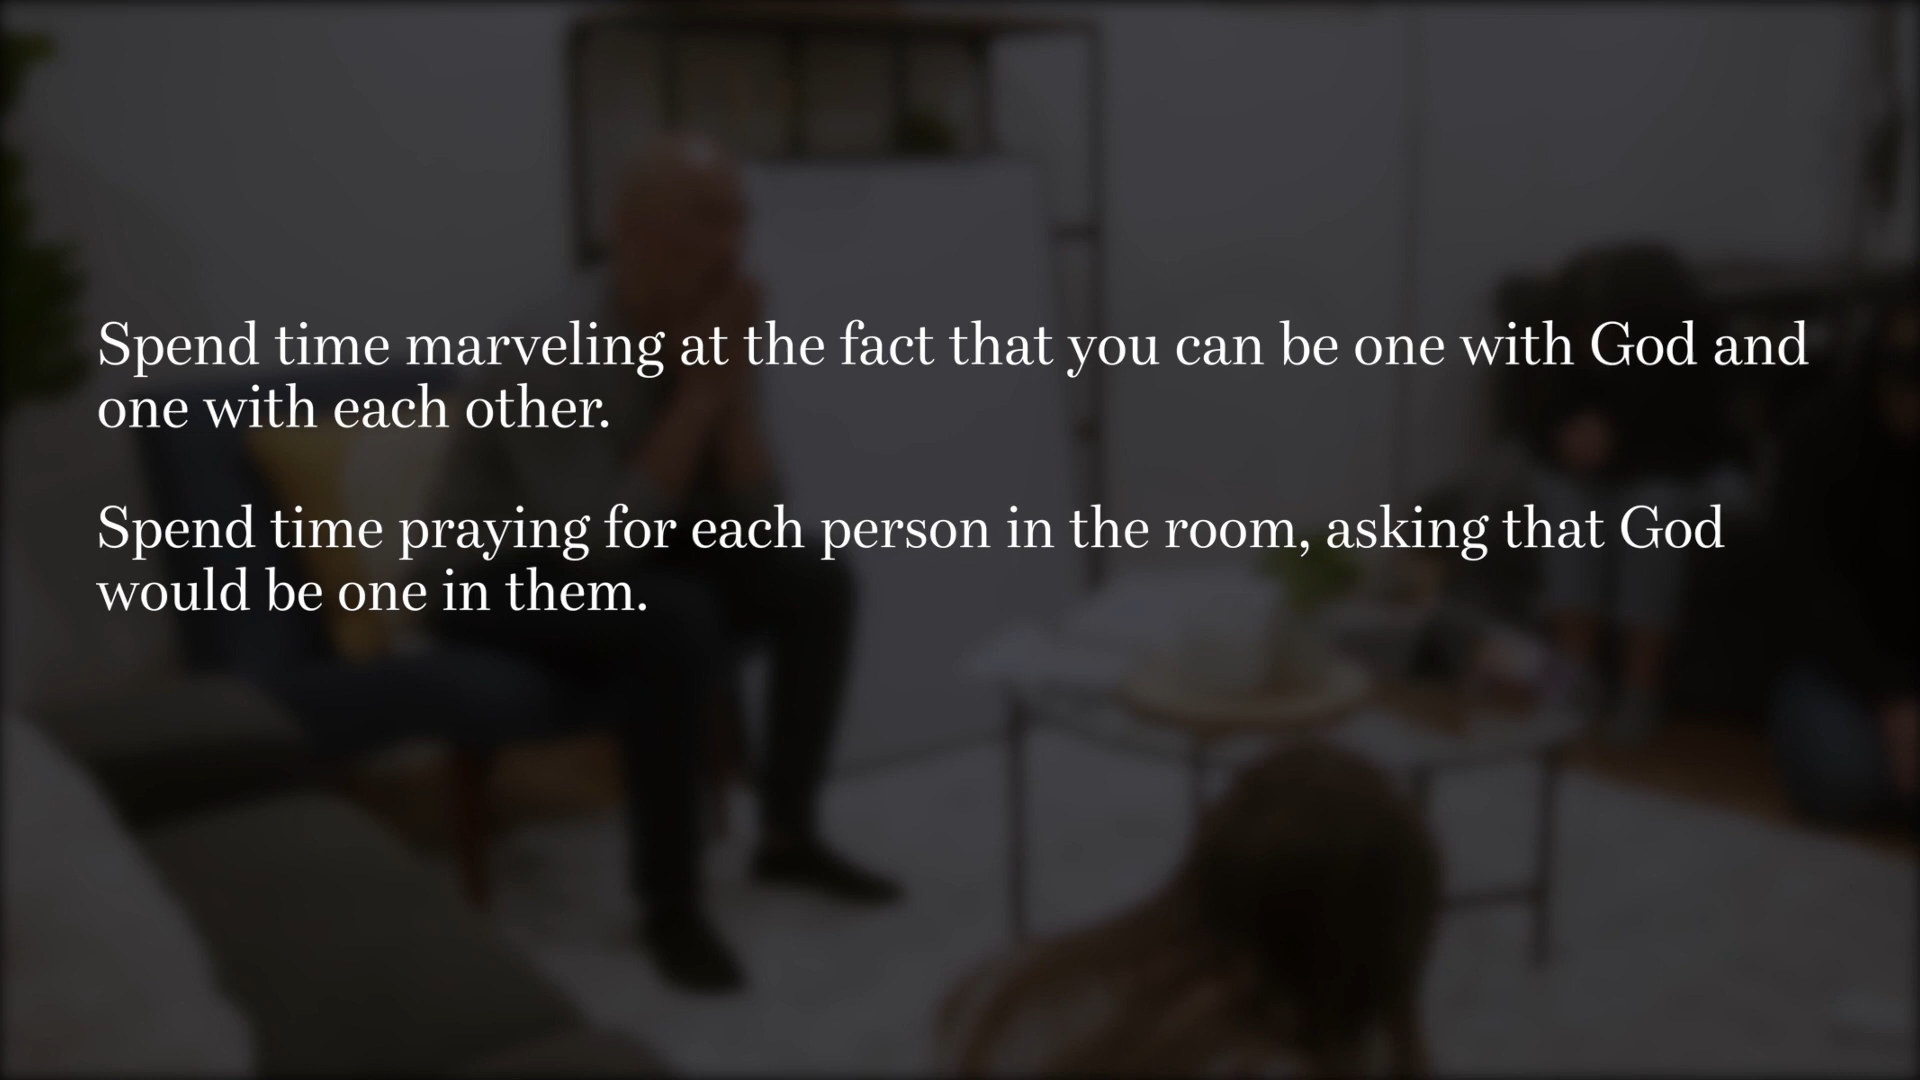 Spend time marveling at the fact that you can be one with God and
one with each other.
Spend time praying for each person in the room, asking that God
would be one in them.